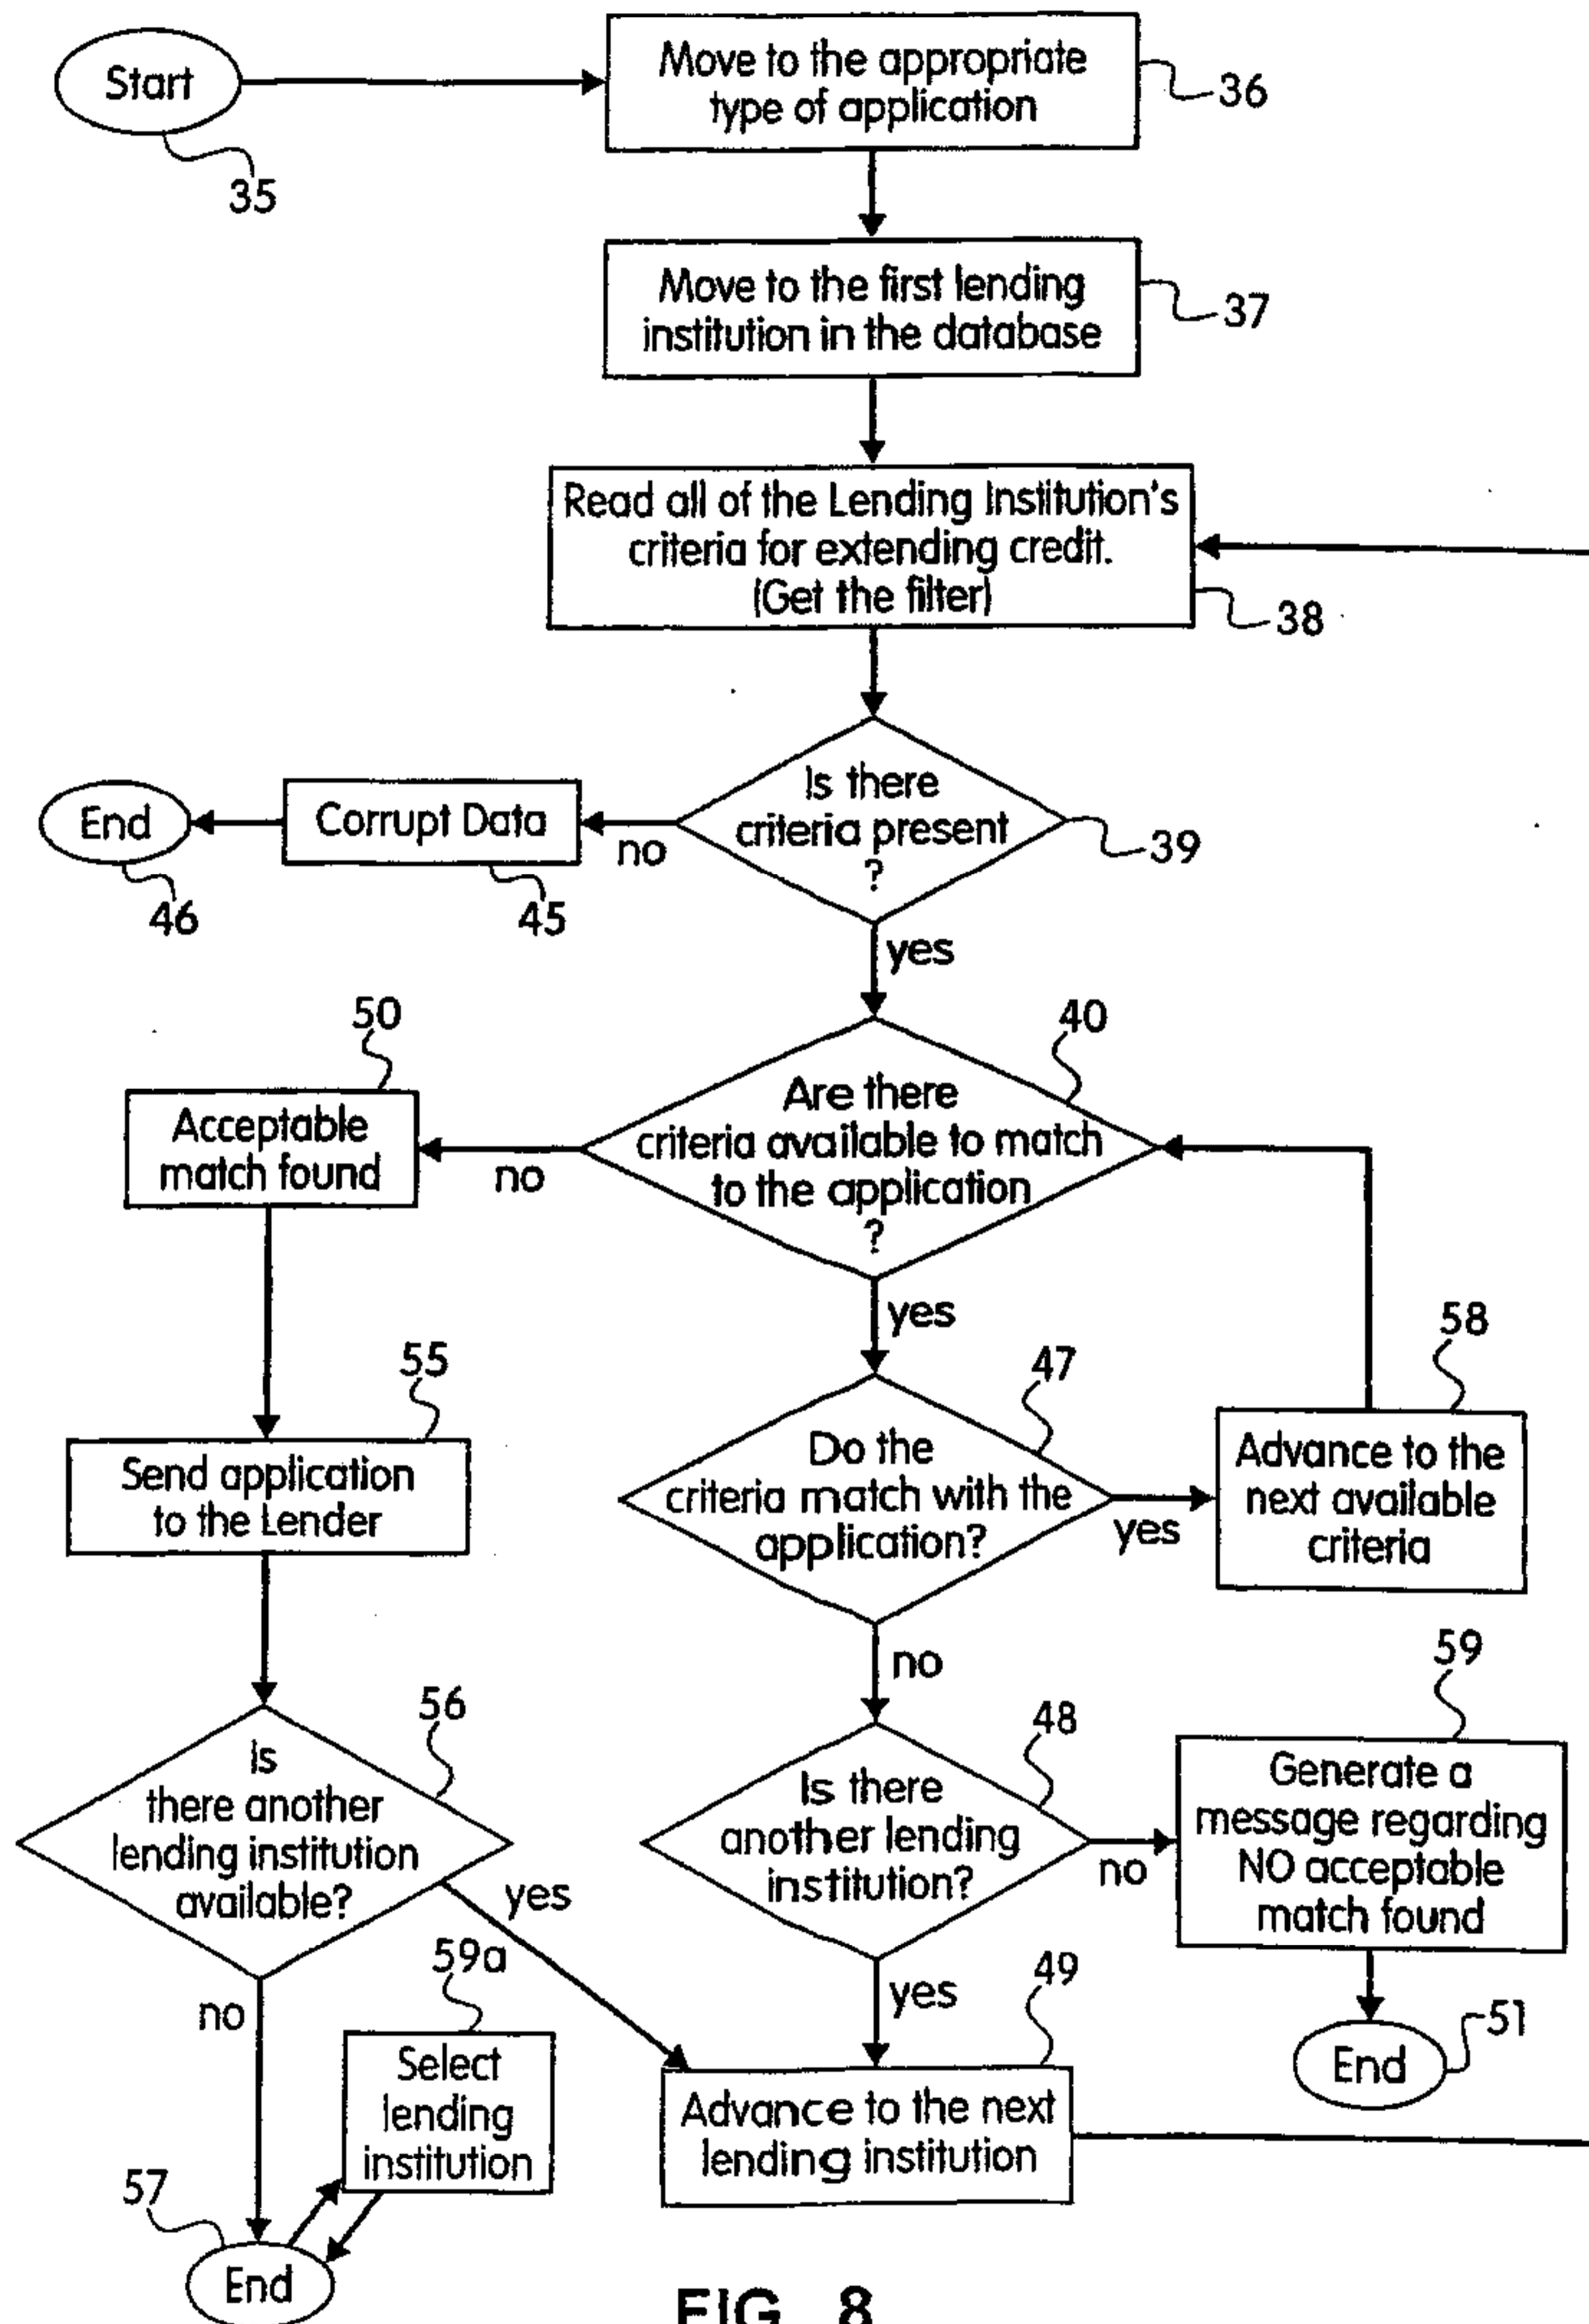 Start
35
Move to the appropriate
type of application
36
Move to the first lending
institution in the database
37
Read all of the Lending Institution's
criteria for extending credit.
(Get the filter)
38
Is there
criteria present
?
39
no
Corrupt Data
45
End
46
yes
Are there
criteria available to match
to the application
?
40
no
Acceptable
match found
50
yes
Send application
to the Lender
55
Do the
criteria match with the
application?
47
yes
Advance to the
next available
criteria
58
no
Is
there another
lending institution
available?
56
yes
no
Is there
another lending
institution?
48
no
Generate a
message regarding
NO acceptable
match found
59
End
51
yes
Advance to the next
lending institution
49
Select
lending
institution
59a
End
57
FIG. 8